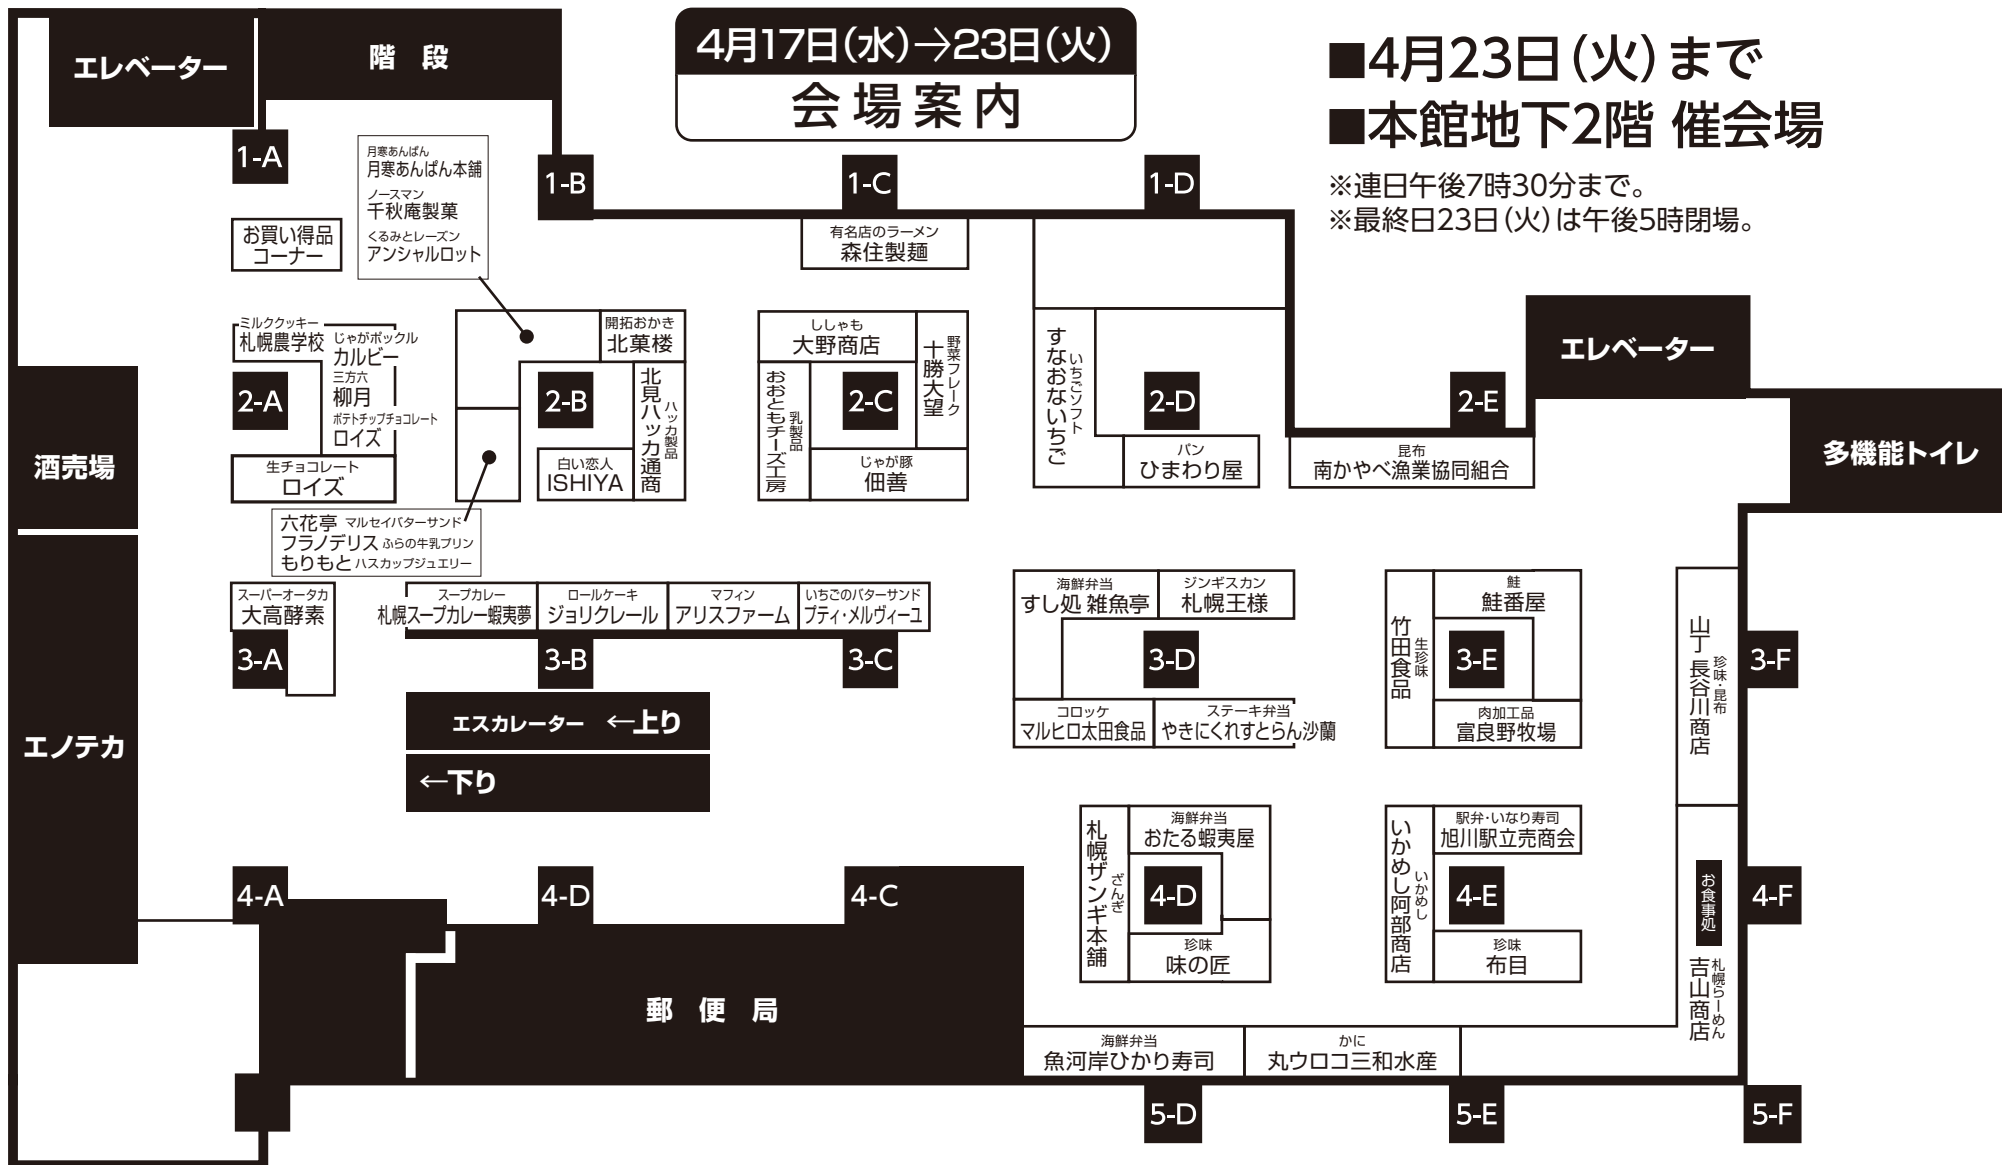 4月17日(水)→23日(火)
会場案内
■4月23日(火)まで
■本館地下2階 催会場
※連日午後7時30分まで。
※最終日23日(火)は午後5時閉場。
エレベーター
階段
1-A
1-B
1-C
1-D
月寒あんぱん
月寒あんぱん本舗
ノースマン
千秋庵製菓
くるみとレーズン
アンシャルロット
お買い得品
コーナー
有名店のラーメン
森住製麺
ミルククッキー
札幌農学校
じゃがポックル
カルビー
三方六
柳月
ポテトチップチョコレート
ロイズ
2-A
生チョコレート
ロイズ
開拓おかき
北菓楼
2-B
ハッカ製品
北見ハッカ通商
白い恋人
ISHIYA
ししゃも
大野商店
野菜フレーク
十勝大望
乳製品
おおともチーズ工房
2-C
じゃが豚
佃善
いちごソフト
すなおないちご
2-D
パン
ひまわり屋
2-E
昆布
南かやべ漁業協同組合
エレベーター
多機能トイレ
酒売場
エノテカ
六花亭 マルセイバターサンド
フラノデリス ふらの牛乳プリン
もりもと ハスカップジュエリー
スーパーオータカ
大高酵素
3-A
スープカレー
札幌スープカレー蝦夷夢
ロールケーキ
ジョリクレール
マフィン
アリスファーム
いちごのバターサンド
プティ・メルヴィーユ
3-B
3-C
エスカレーター ←上り
←下り
海鮮弁当
すし処 雑魚亭
ジンギスカン
札幌王様
3-D
コロッケ
マルヒロ太田食品
ステーキ弁当
やきにくれすとらん沙蘭
生珍味
竹田食品
鮭
鮭番屋
3-E
肉加工品
富良野牧場
珍味・昆布
山丁 長谷川商店
3-F
4-A
4-D
4-C
ざんぎ
札幌ザンギ本舗
海鮮弁当
おたる蝦夷屋
4-D
珍味
味の匠
いかめし
いかめし阿部商店
駅弁・いなり寿司
旭川駅立売商会
4-E
珍味
布目
お食事処
札幌らーめん
吉山商店
4-F
郵便局
海鮮弁当
魚河岸ひかり寿司
かに
丸ウロコ三和水産
5-D
5-E
5-F